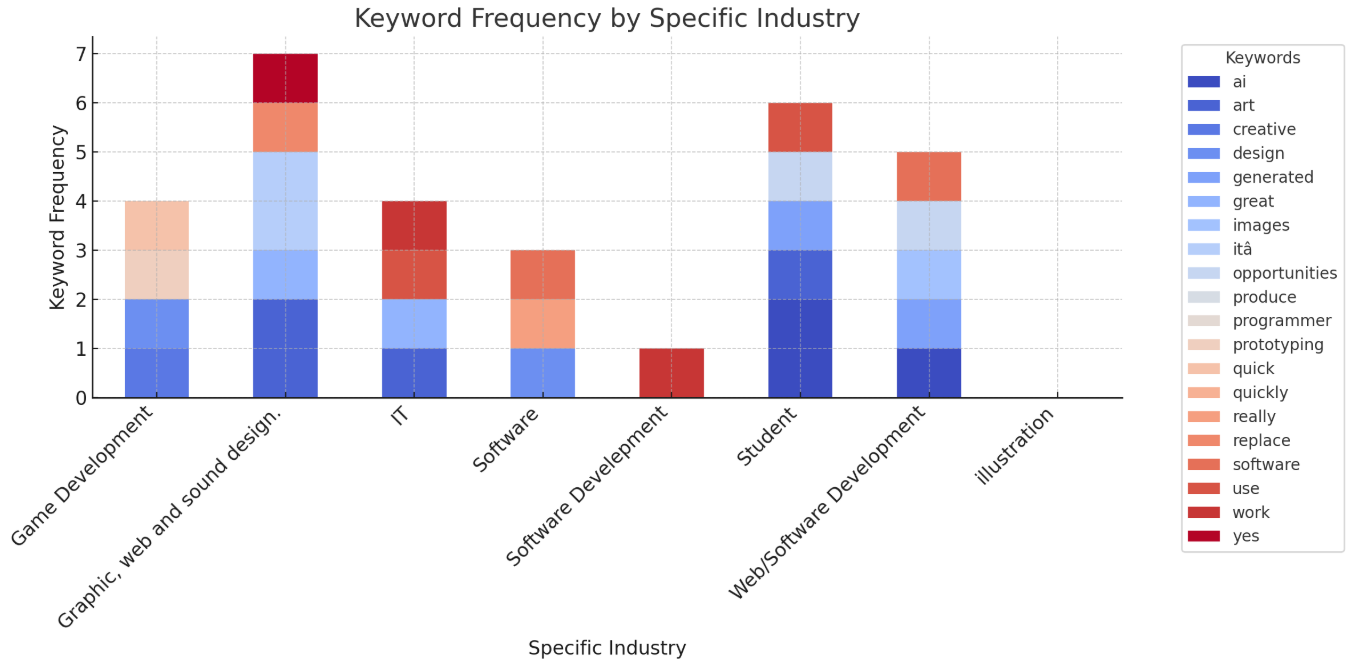 Keyword Frequency by Specific Industry
Keyword Frequency
7
6
5
4
3
2
1
0
Game Development
Graphic, web and sound design.
IT
Software
Software Develepment
Student
Web/Software Development
illustration
Specific Industry
Keywords
ai
art
creative
design
generated
great
images
itâ
opportunities
produce
programmer
prototyping
quick
quickly
really
replace
software
use
work
yes